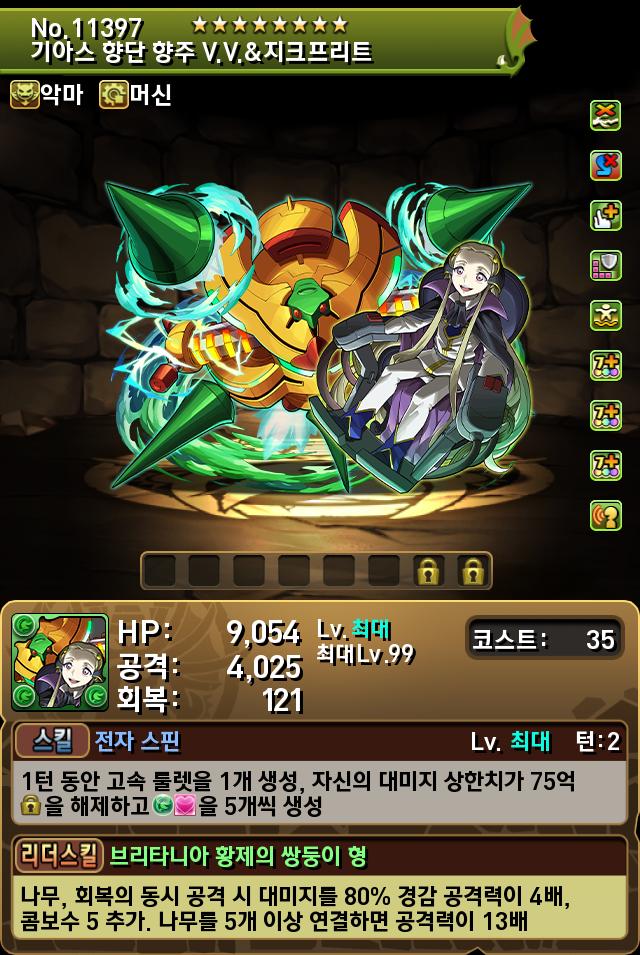 No.11397 ★★★★★★★★
기아스 향단 향주 V.V.&지크프리트
악마 머신
7+
7+
7+
HP: 9,054 Lv.최대
최대Lv.99
코스트: 35
공격: 4,025
회복: 121
스킬 전자 스핀 Lv. 최대 턴:2
1턴 동안 고속 룰렛을 1개 생성, 자신의 대미지 상한치가 75억
을 해제하고 을 5개씩 생성
리더스킬 브리타니아 황제의 쌍둥이 형
나무, 회복의 동시 공격 시 대미지를 80% 경감 공격력이 4배,
콤보수 5 추가. 나무를 5개 이상 연결하면 공격력이 13배